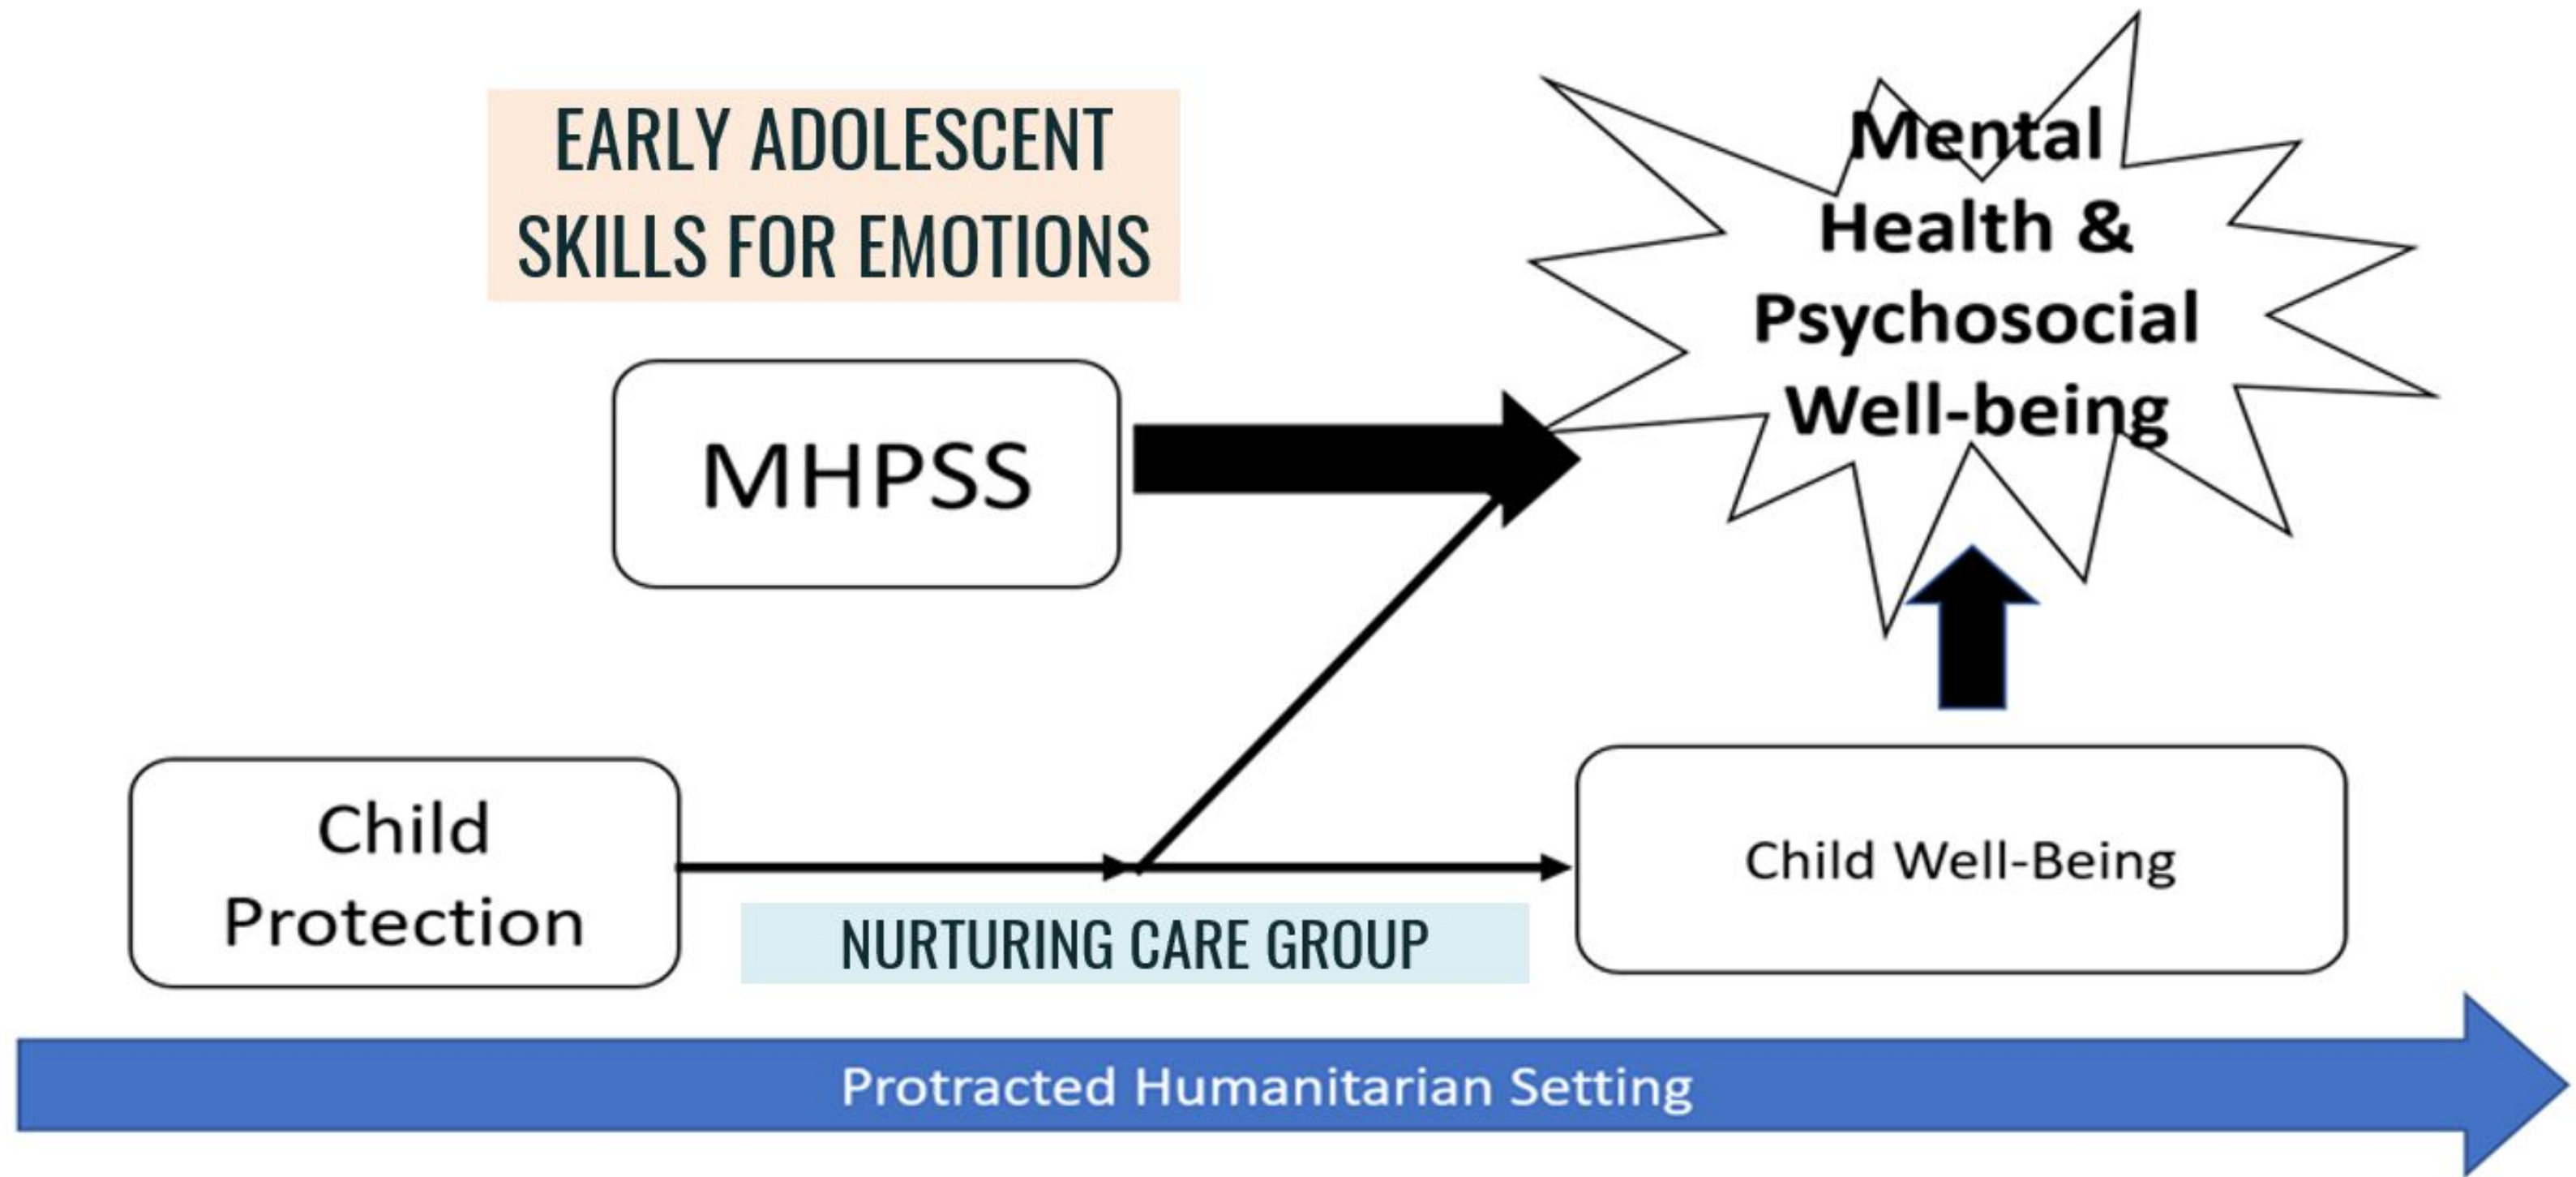 EARLY ADOLESCENT
SKILLS FOR EMOTIONS
Mental
Health &
Psychosocial
Well-being
MHPSS
Child
Protection
Child Well-Being
NURTURING CARE GROUP
Protracted Humanitarian Setting